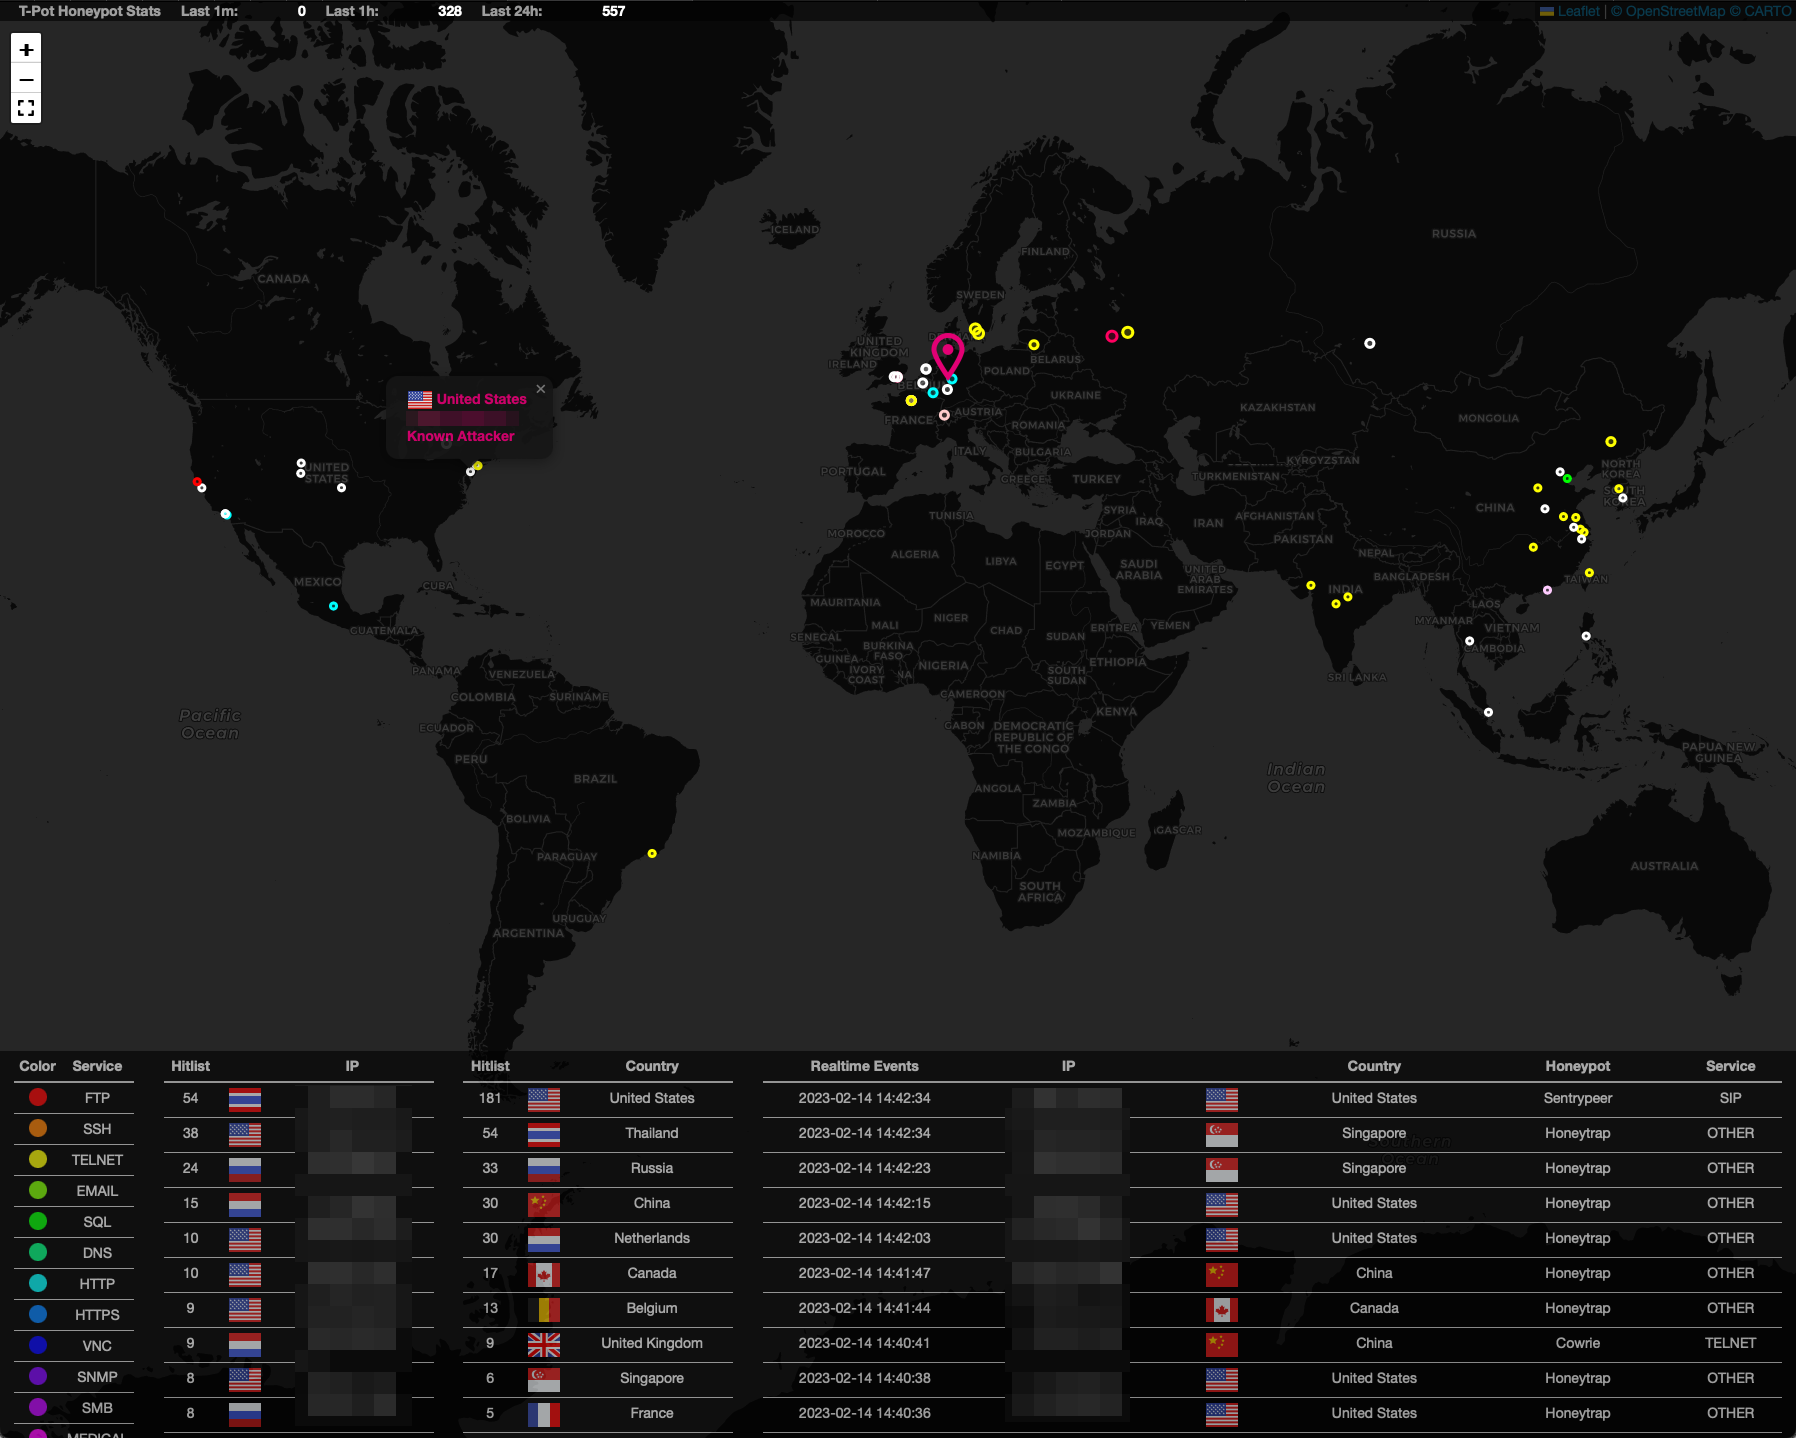 T-Pot Honeypot Stats Last 1m: 0 Last 1h: 328 Last 24h: 557
Leaflet | © OpenStreetMap © CARTO
+
−
ICELAND
RUSSIA
FINLAND
CANADA
SWEDEN
UNITED
KINGDOM
IRELAND
BELARUS
POLAND
UKRAINE
United States
Known Attacker
×
KAZAKHSTAN
MONGOLIA
FRANCE
AUSTRIA
ROMANIA
ITALY
BULGARIA
KYRGYZSTAN
UNITED
STATES
PORTUGAL
GREECE
TURKEY
TURKMENISTAN
NORTH
KOREA
SOUTH
KOREA
CHINA
TUNISIA
SYRIA
IRAQ
IRAN
AFGHANISTAN
MOROCCO
JORDAN
PAKISTAN
ALGERIA
LIBYA
EGYPT
SAUDI
ARABIA
NEPAL
UNITED
ARAB
EMIRATES
BANGLADESH
TAIWAN
MEXICO
CUBA
INDIA
MAURITANIA
LAOS
NIGER
MALI
CHAD
SUDAN
ERITREA
YEMEN
MYANMAR
VIETNAM
GUATEMALA
SENEGAL
BURKINA
FASO
CAMBODIA
GUINEA
IVORY
COAST
NIGERIA
ETHIOPIA
SOUTH
SUDAN
SRI LANKA
PANAMA
VENEZUELA
COLOMBIA
SURINAME
CAMEROON
Pacific
Ocean
ECUADOR
GABON
DEMOCRATIC
REPUBLIC OF
THE CONGO
KENYA
PAPUA NEW
GUINEA
PERU
BRAZIL
Indian
Ocean
ANGOLA
ZAMBIA
BOLIVIA
MOZAMBIQUE
GASCAR
PARAGUAY
NAMIBIA
AUSTRALIA
SOUTH
AFRICA
URUGUAY
ARGENTINA
Color Service
FTP
SSH
TELNET
EMAIL
SQL
DNS
HTTP
HTTPS
VNC
SNMP
SMB
MEDICAL
Hitlist IP
54
38
24
15
10
10
9
9
8
8
Hitlist Country
181 United States
54 Thailand
33 Russia
30 China
30 Netherlands
17 Canada
13 Belgium
9 United Kingdom
6 Singapore
5 France
Realtime Events IP Country Honeypot Service
2023-02-14 14:42:34 United States Sentrypeer SIP
2023-02-14 14:42:34 Singapore Honeytrap OTHER
2023-02-14 14:42:23 Singapore Honeytrap OTHER
2023-02-14 14:42:15 United States Honeytrap OTHER
2023-02-14 14:42:03 United States Honeytrap OTHER
2023-02-14 14:41:47 China Honeytrap OTHER
2023-02-14 14:41:44 Canada Honeytrap OTHER
2023-02-14 14:40:41 China Cowrie TELNET
2023-02-14 14:40:38 United States Honeytrap OTHER
2023-02-14 14:40:36 United States Honeytrap OTHER
Southern
Ocean